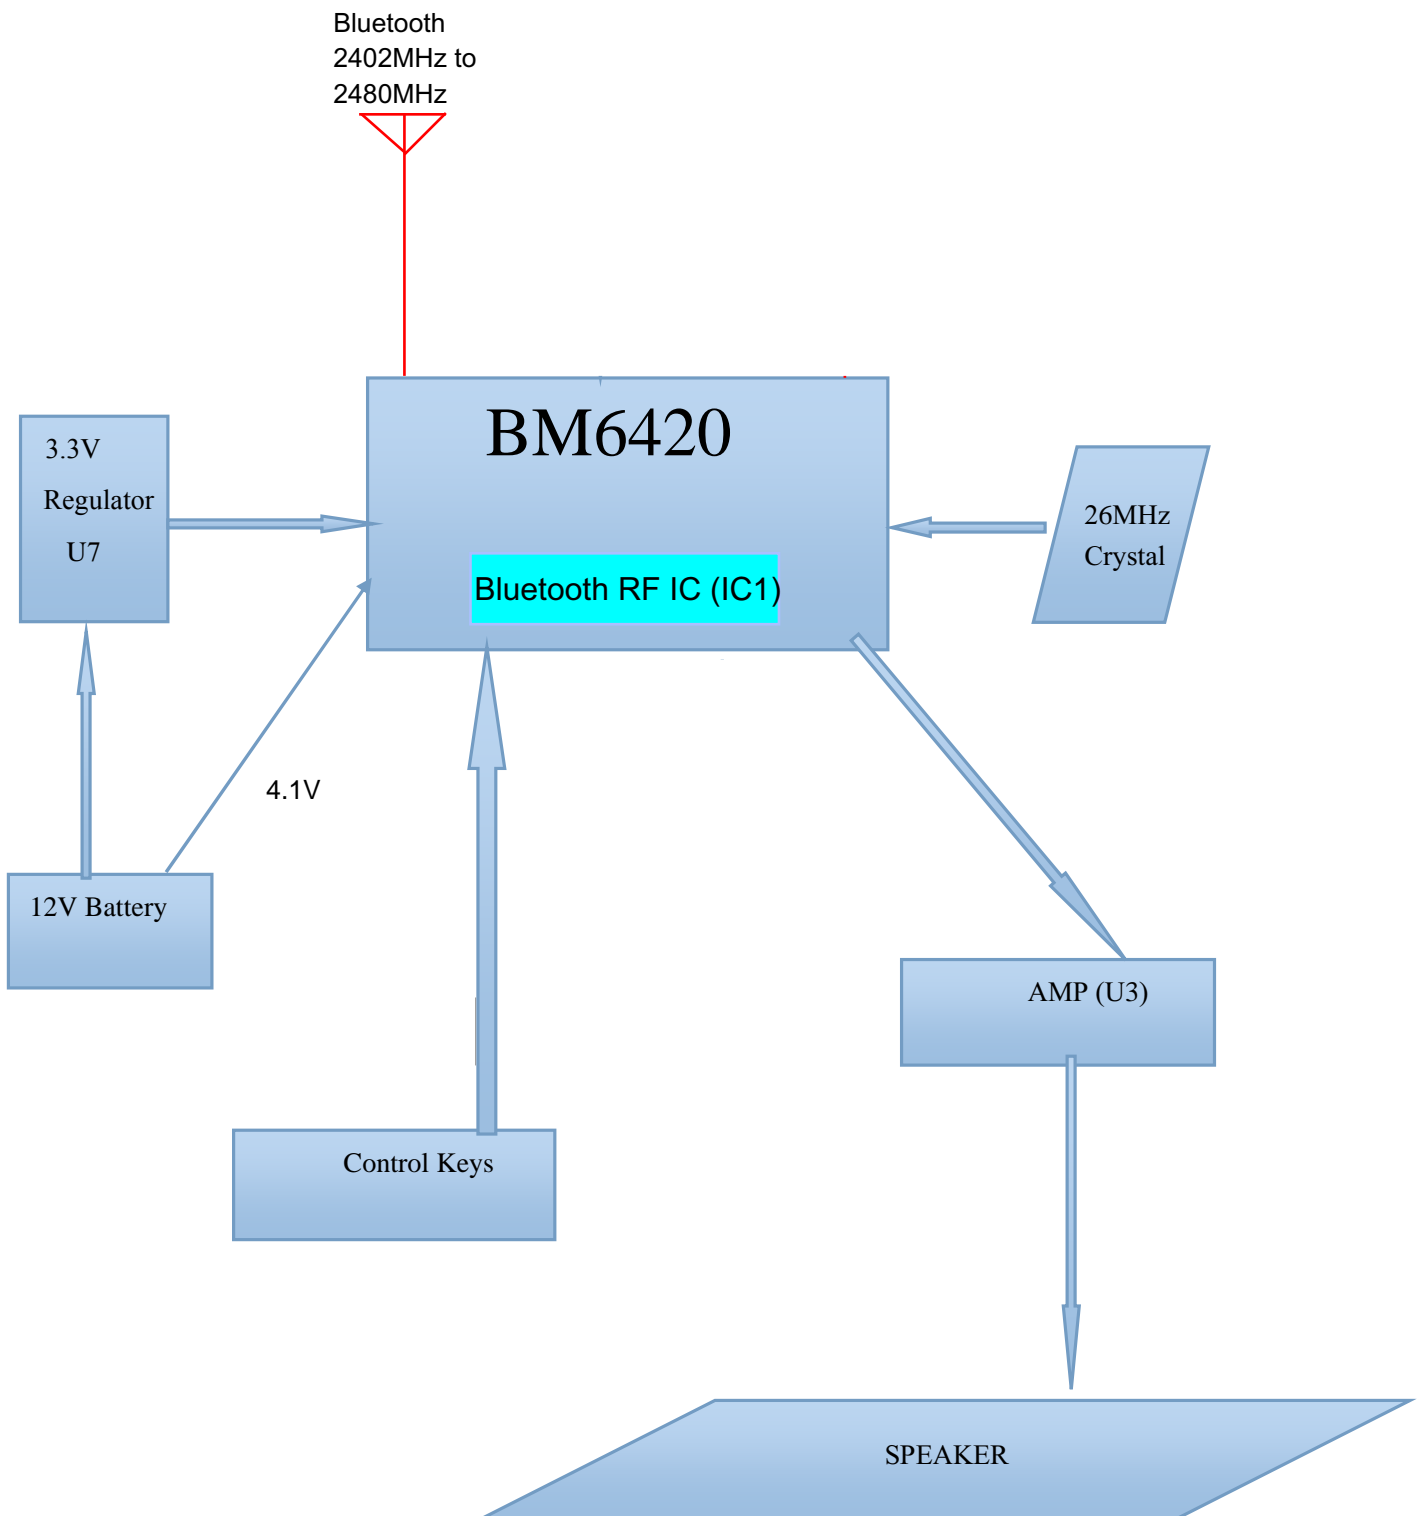 Bluetooth
2402MHz to
2480MHz
BM6420
3.3V
Regulator
U7
26MHz
Crystal
Bluetooth RF IC (IC1)
4.1V
12V Battery
AMP (U3)
Control Keys
SPEAKER